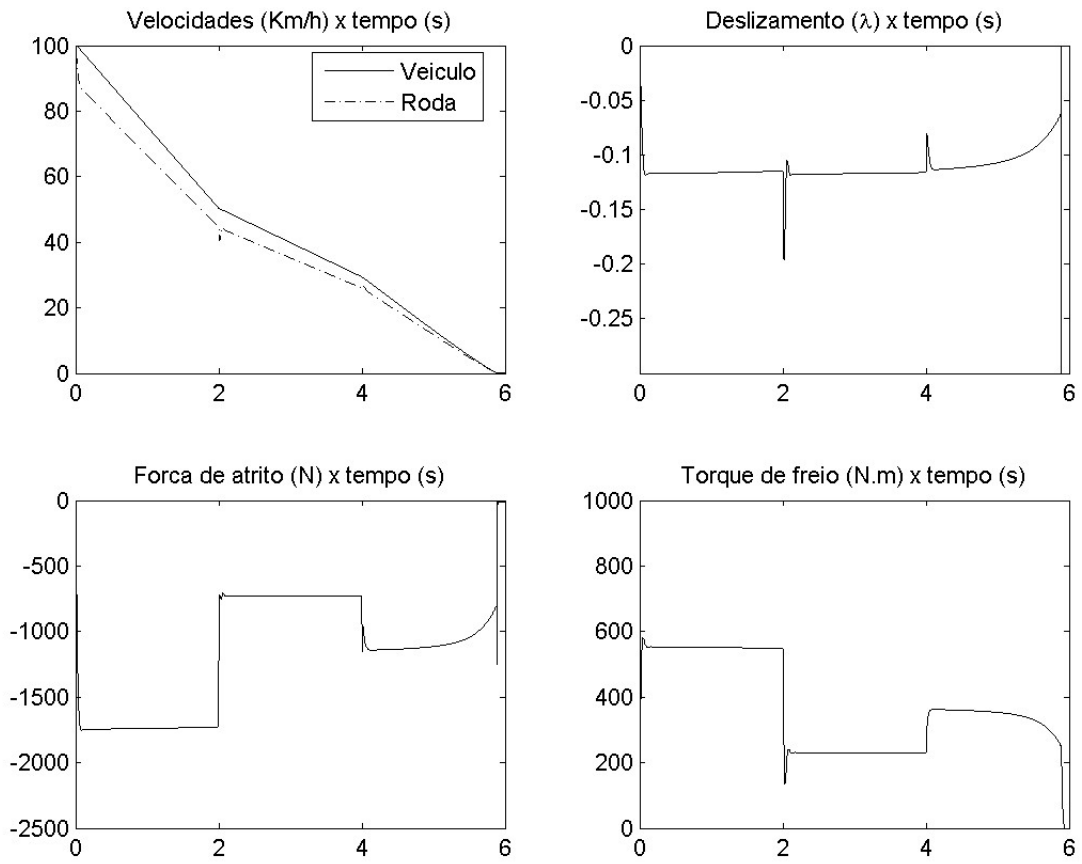 Velocidades (Km/h) x tempo (s)
100
80
60
40
20
0
0 2 4 6
Veiculo
Roda
Deslizamento (λ) x tempo (s)
0
-0.05
-0.1
-0.15
-0.2
-0.25
0 2 4 6
Forca de atrito (N) x tempo (s)
0
-500
-1000
-1500
-2000
-2500
0 2 4 6
Torque de freio (N.m) x tempo (s)
1000
800
600
400
200
0
0 2 4 6